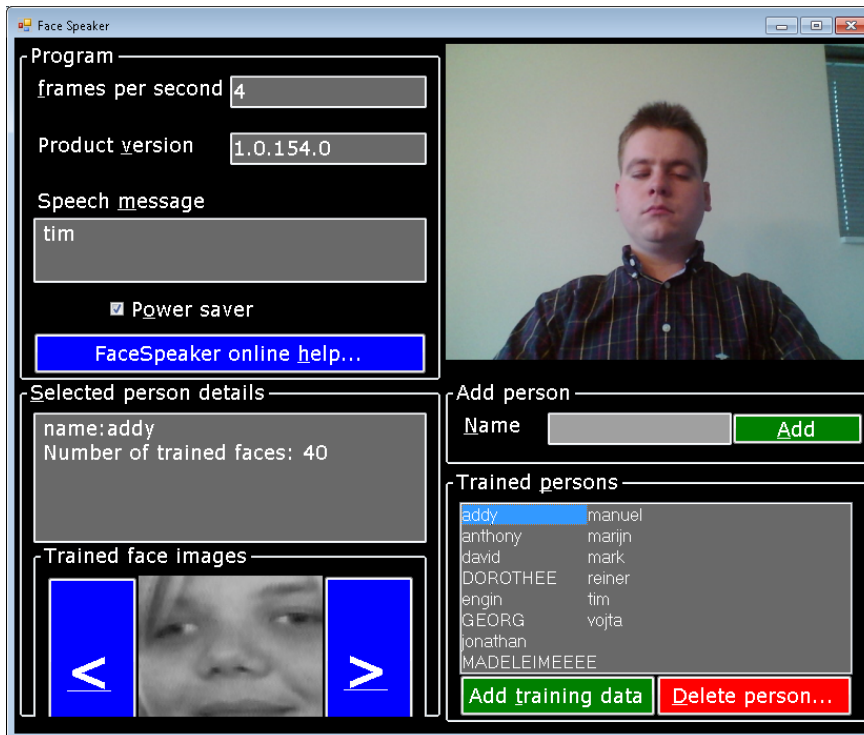 Face Speaker
Program
frames per second 4
Product version 1.0.154.0
Speech message
tim
Power saver
FaceSpeaker online help...
Selected person details
name:addy
Number of trained faces: 40
Trained face images
<
>
Add person
Name Add
Trained persons
addy manuel
anthony marijn
david mark
DOROTHEE reiner
engin tim
GEORG vojta
jonathan
MADELEIMEEEE
Add training data Delete person...